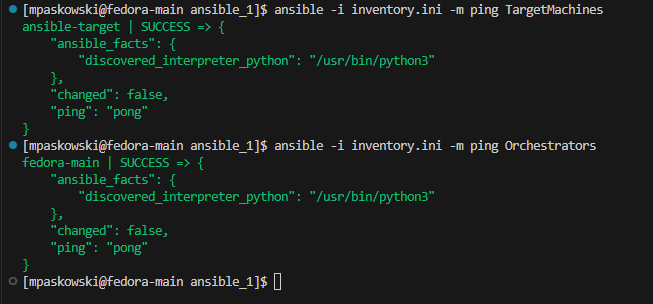 [mpaskowski@fedora-main ansible_1]$ ansible -i inventory.ini -m ping TargetMachines
ansible-target | SUCCESS => {
    "ansible_facts": {
        "discovered_interpreter_python": "/usr/bin/python3"
    },
    "changed": false,
    "ping": "pong"
}
[mpaskowski@fedora-main ansible_1]$ ansible -i inventory.ini -m ping Orchestrators
fedora-main | SUCCESS => {
    "ansible_facts": {
        "discovered_interpreter_python": "/usr/bin/python3"
    },
    "changed": false,
    "ping": "pong"
}
[mpaskowski@fedora-main ansible_1]$